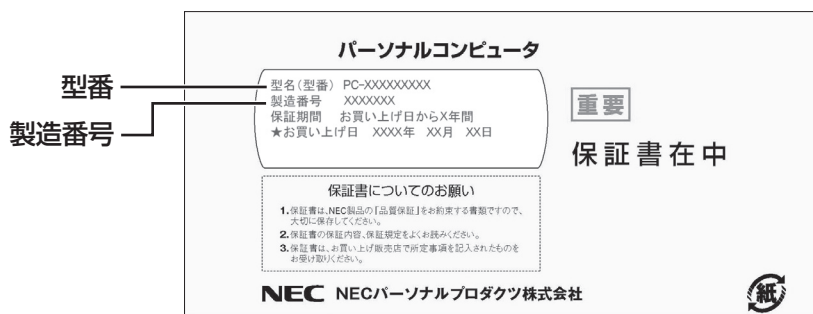 パーソナルコンピュータ
型番
製造番号
型名(型番) PC-XXXXXXXXX
製造番号 XXXXXXX
保証期間 お買い上げ日からX年間
★お買い上げ日 XXXX年 XX月 XX日
重要
保証書在中
保証書についてのお願い
1.保証書は、NEC製品の「品質保証」をお約束する書類ですので、
大切に保存してください。
2.保証書の保証内容、保証規定をよくお読みください。
3.保証書は、お買い上げ販売店で所定事項を記入されたものを
お受け取りください。
NEC NECパーソナルプロダクツ株式会社
紙